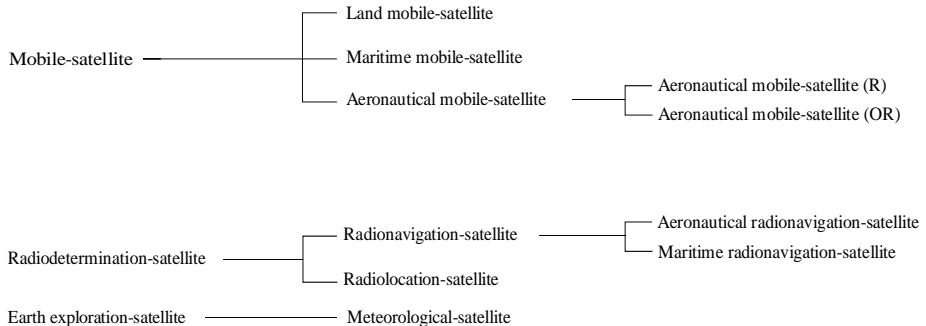 Land mobile-satellite
Mobile-satellite
Maritime mobile-satellite
Aeronautical mobile-satellite
Aeronautical mobile-satellite (R)
Aeronautical mobile-satellite (OR)
Radiodetermination-satellite
Radionavigation-satellite
Aeronautical radionavigation-satellite
Maritime radionavigation-satellite
Radiolocation-satellite
Earth exploration-satellite
Meteorological-satellite